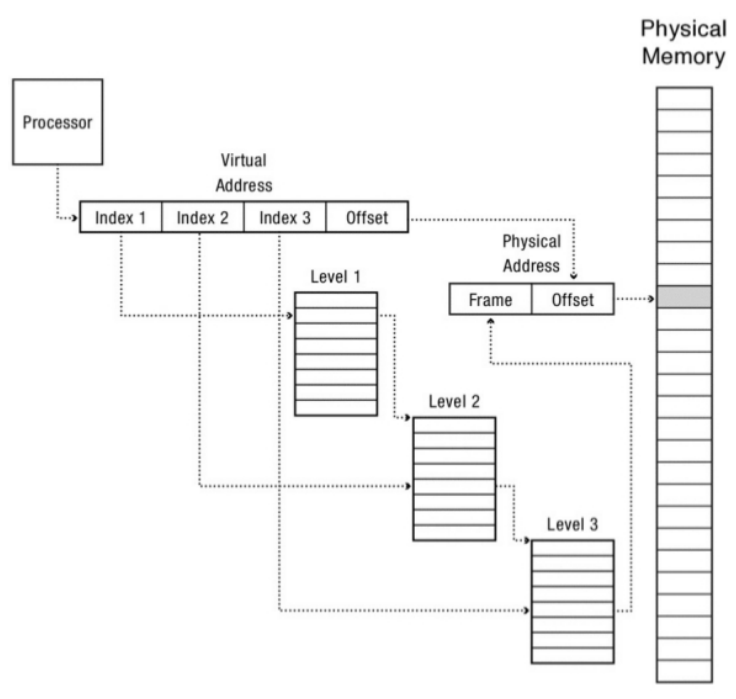 Physical
Memory
Processor
Virtual
Address
Index 1 Index 2 Index 3 Offset
Physical
Address
Level 1
Frame Offset
Level 2
Level 3